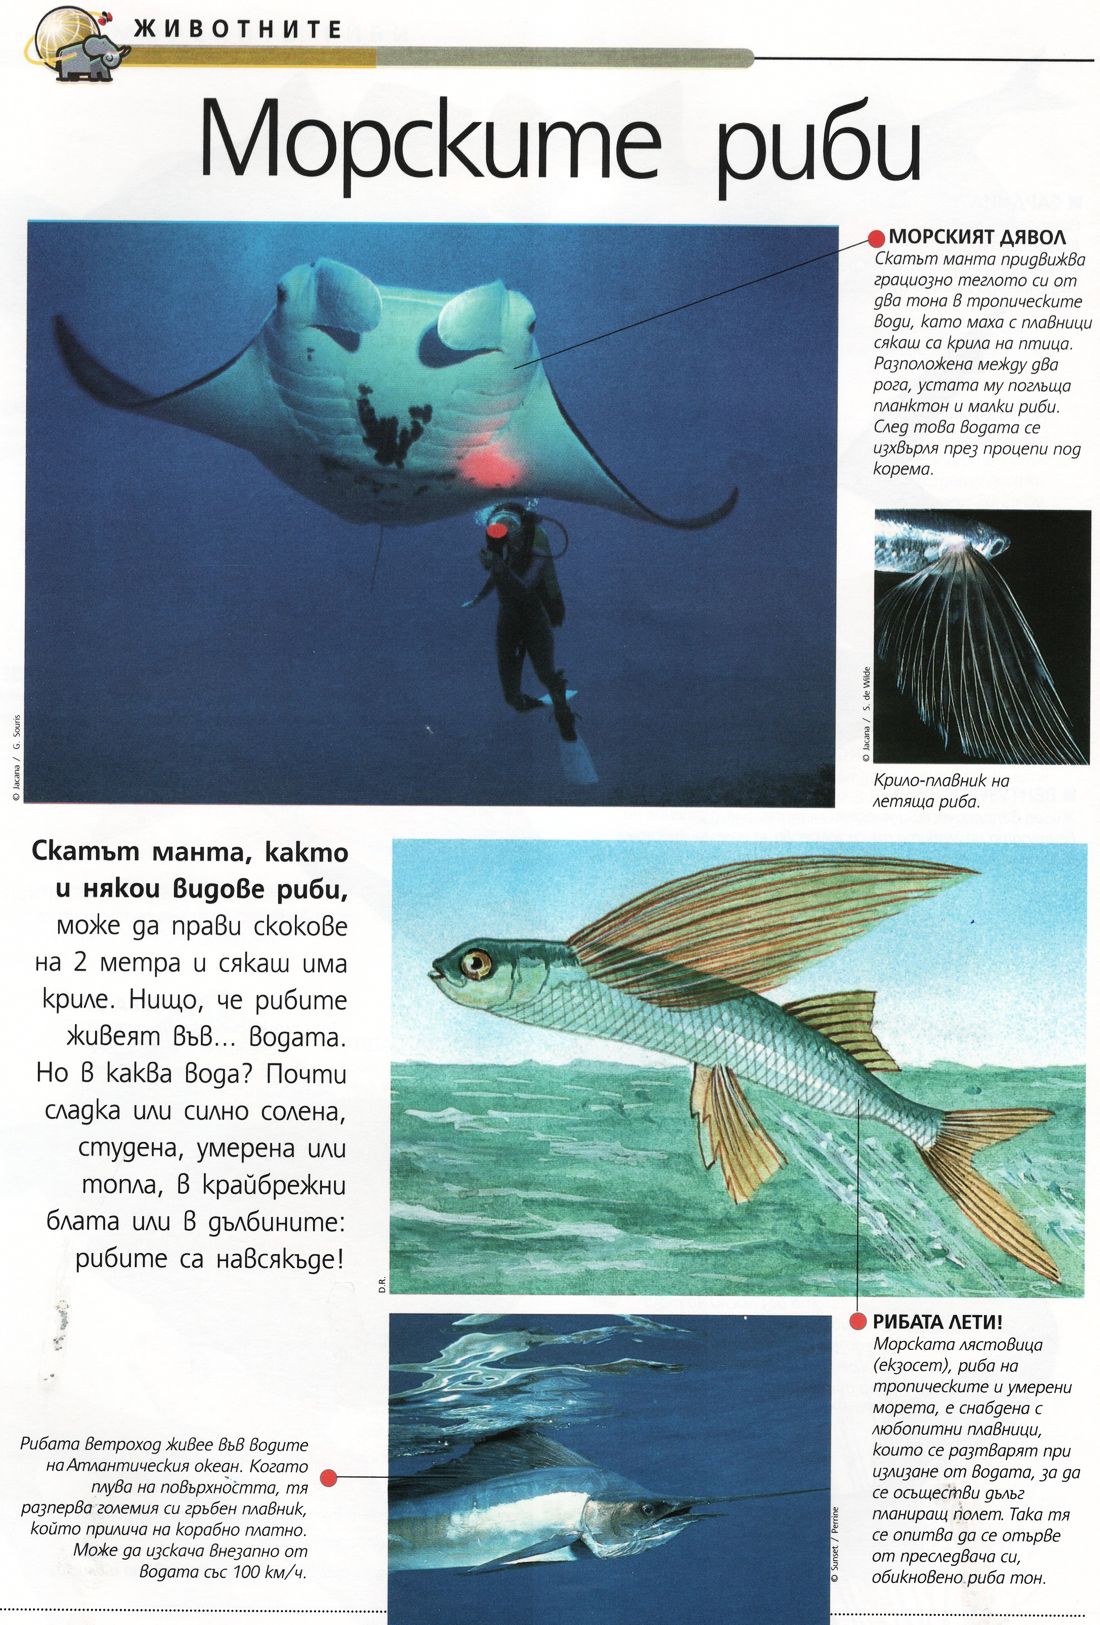 ЖИВОТНИТЕ
Морските риби
МОРСКИЯТ ДЯВОЛ
Скатът манта придвижва
грациозно теглото си от
два тона в тропическите
води, като маха с плавници
сякаш са крила на птица.
Разположена между два
рога, устата му поглъща
планктон и малки риби.
След това водата се
изхвърля през процепи под
корема.
© Jacana / G. Souris
© Jacana / S. de Wilde
Крило-плавник на
летяща риба.
Скатът манта, както
и някои видове риби,
може да прави скокове
на 2 метра и сякаш има
криле. Нищо, че рибите
живеят във... водата.
Но в каква вода? Почти
сладка или силно солена,
студена, умерена или
топла, в крайбрежни
блата или в дълбините:
рибите са навсякъде!
D.R.
РИБАТА ЛЕТИ!
Морската лястовица
(екзосет), риба на
тропическите и умерени
морета, е снабдена с
любопитни плавници,
които се разтварят при
излизане от водата, за да
се осъществи дълъг
планиращ полет. Така тя
се опитва да се отърве
от преследвача си,
обикновено риба тон.
Рибата ветроход живее във водите
на Атлантическия океан. Когато
плува на повърхността, тя
разперва големия си гръбен плавник,
който прилича на корабно платно.
Може да изскача внезапно от
водата със 100 км/ч.
© Sunset / Perrine